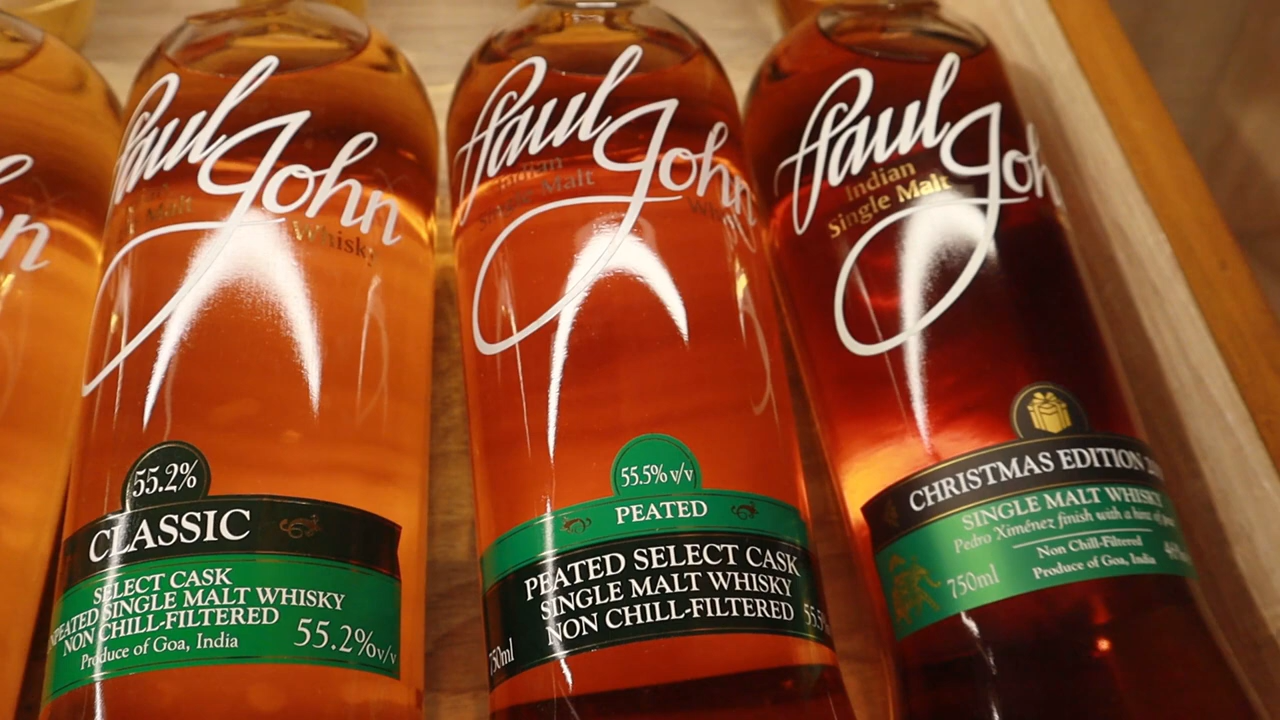 hn
Paul
John
Malt
Whisky
55.2%
CLASSIC
SELECT CASK
SINGLE MALT WHISKY
NON CHILL-FILTERED
Produce of Goa, India
55.2%v/v
Paul
John
Indian
Single Malt
55.5% v/v
PEATED
PEATED SELECT CASK
SINGLE MALT WHISKY
NON CHILL-FILTERED
750ml
Paul
Joh
Indian
Single Malt
CHRISTMAS EDITION
SINGLE MALT WHISKY
Pedro Ximénez finish with a hint of
Non Chill-Filtered
Produce of Goa, India
750ml